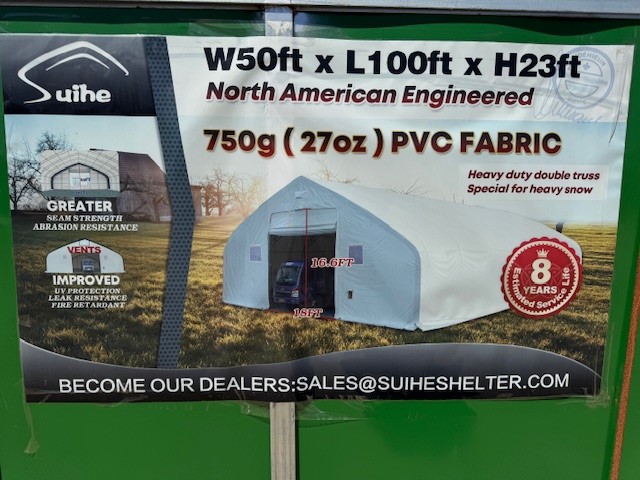 Suihe
W50ft x L100ft x H23ft
North American Engineered
750g ( 27oz ) PVC FABRIC
Heavy duty double truss
Special for heavy snow
GREATER
SEAM STRENGTH
ABRASION RESISTANCE
VENTS
IMPROVED
UV PROTECTION
LEAK RESISTANCE
FIRE RETARDANT
16.6FT
18FT
8
YEARS
Estimated Service Life
BECOME OUR DEALERS:SALES@SUIHESHELTER.COM